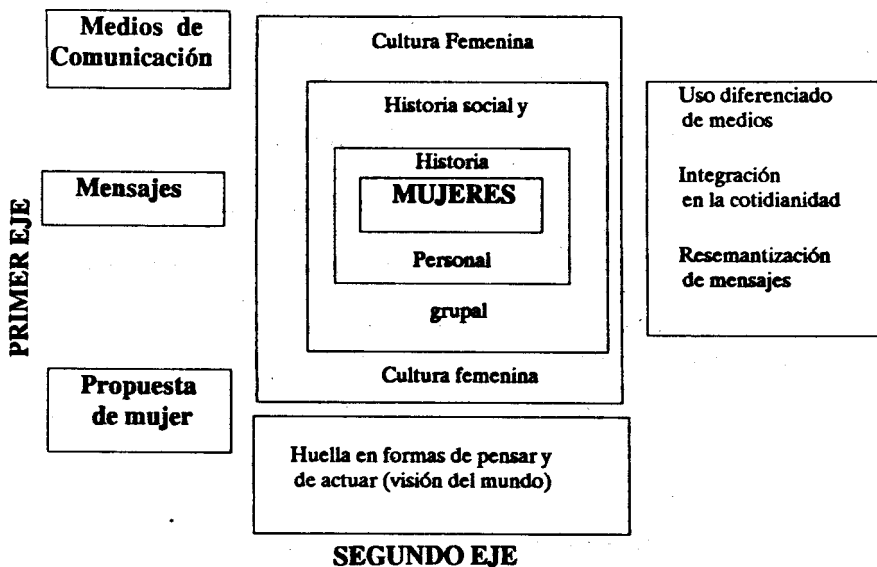 Medios de
Comunicación
Mensajes
PRIMER EJE
Propuesta
de mujer
Cultura Femenina
Historia social y
Historia
MUJERES
Personal
grupal
Cultura femenina
Uso diferenciado
de medios
Integración
en la cotidianidad
Resemantización
de mensajes
Huella en formas de pensar y
de actuar (visión del mundo)
SEGUNDO EJE